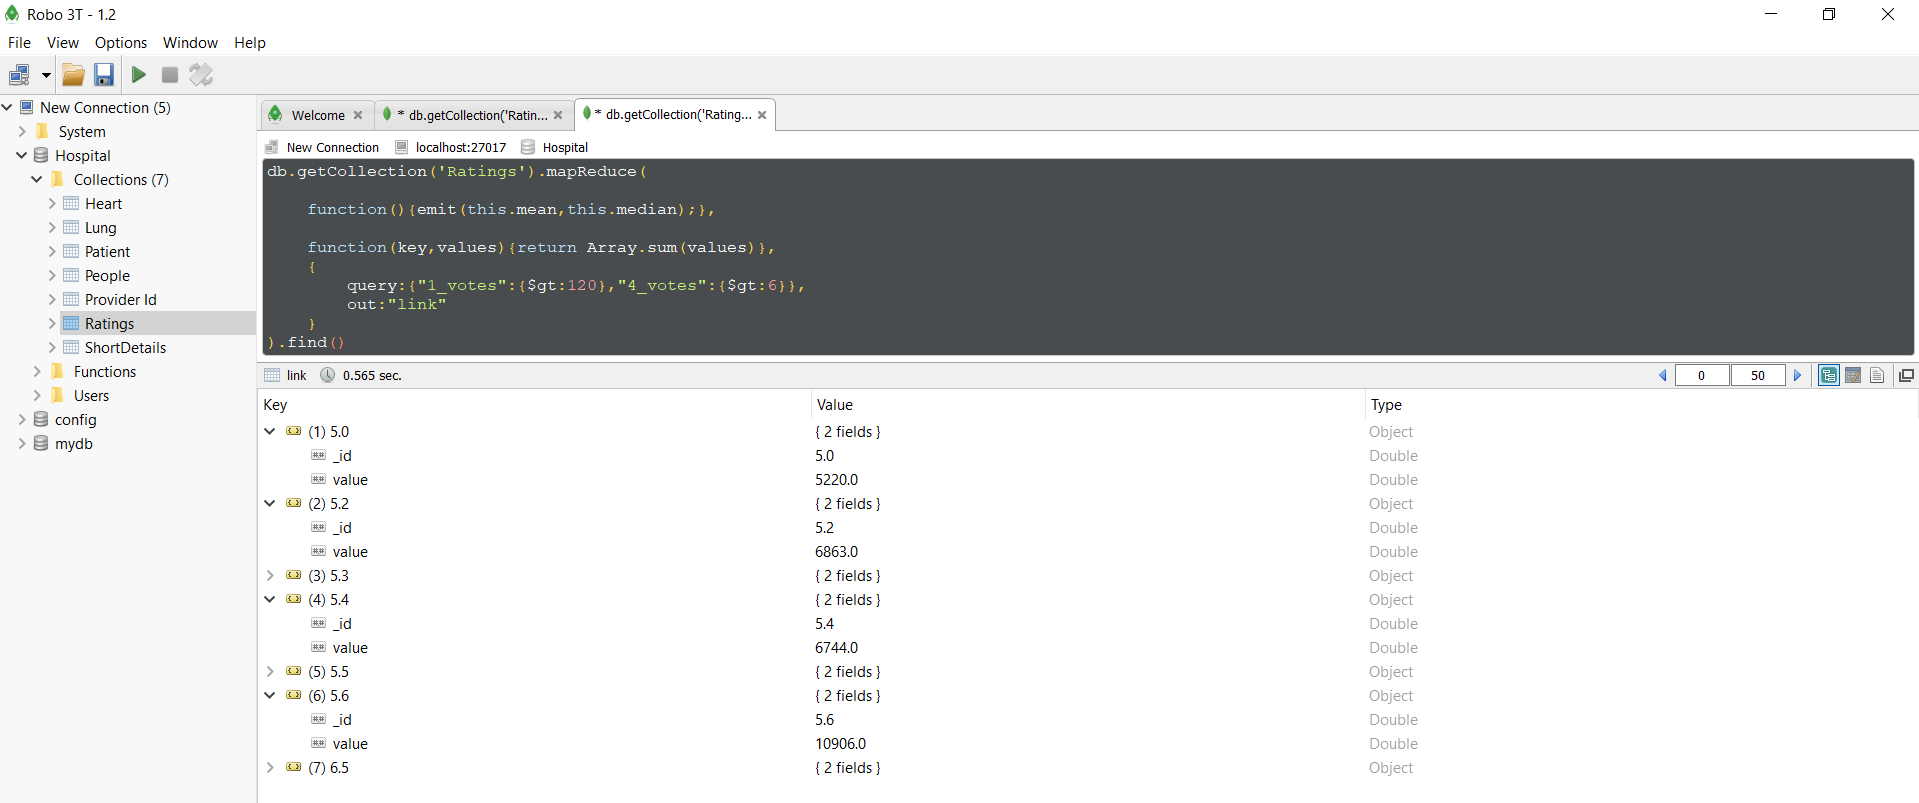 Robo 3T - 1.2
File View Options Window Help
New Connection (5)
System
Hospital
Collections (7)
Heart
Lung
Patient
People
Provider Id
Ratings
ShortDetails
Functions
Users
config
mydb
Welcome * db.getCollection('Ratin... * db.getCollection('Rating...
New Connection localhost:27017 Hospital
db.getCollection('Ratings').mapReduce(
function(){emit(this.mean,this.median);},
function(key,values){return Array.sum(values)},
{
query:{"1_votes":{$gt:120},"4_votes":{$gt:6}},
out:"link"
}
).find()
link 0.565 sec. 0 50
Key Value Type
(1) 5.0 { 2 fields } Object
_id 5.0 Double
value 5220.0 Double
(2) 5.2 { 2 fields } Object
_id 5.2 Double
value 6863.0 Double
(3) 5.3 { 2 fields } Object
(4) 5.4 { 2 fields } Object
_id 5.4 Double
value 6744.0 Double
(5) 5.5 { 2 fields } Object
(6) 5.6 { 2 fields } Object
_id 5.6 Double
value 10906.0 Double
(7) 6.5 { 2 fields } Object